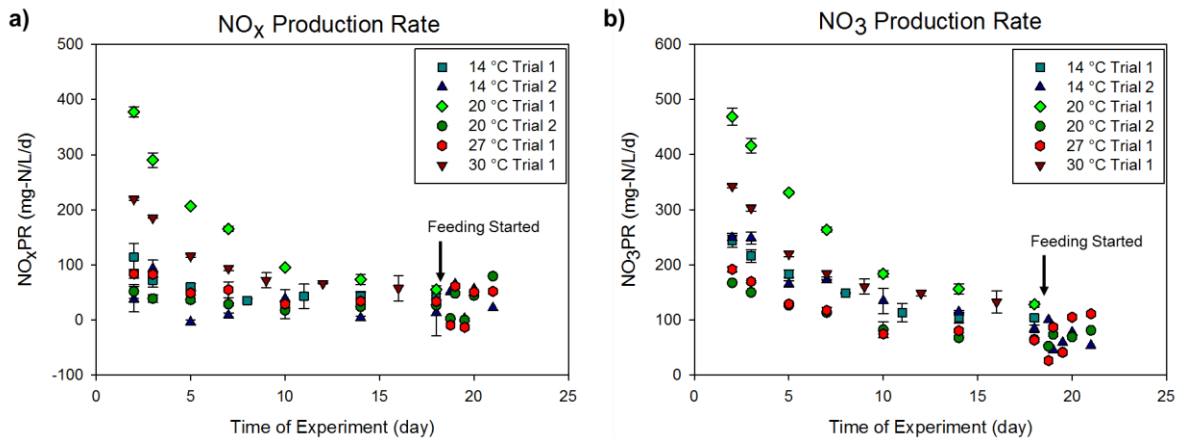 a)
NOX Production Rate
500
400
300
200
100
0
-100
NOxPR (mg-N/L/d)
14 °C Trial 1
14 °C Trial 2
20 °C Trial 1
20 °C Trial 2
27 °C Trial 1
30 °C Trial 1
Feeding Started
0 5 10 15 20 25
Time of Experiment (day)
b)
NO3 Production Rate
600
500
400
300
200
100
0
NO3PR (mg-N/L/d)
14 °C Trial 1
14 °C Trial 2
20 °C Trial 1
20 °C Trial 2
27 °C Trial 1
30 °C Trial 1
Feeding Started
0 5 10 15 20 25
Time of Experiment (day)